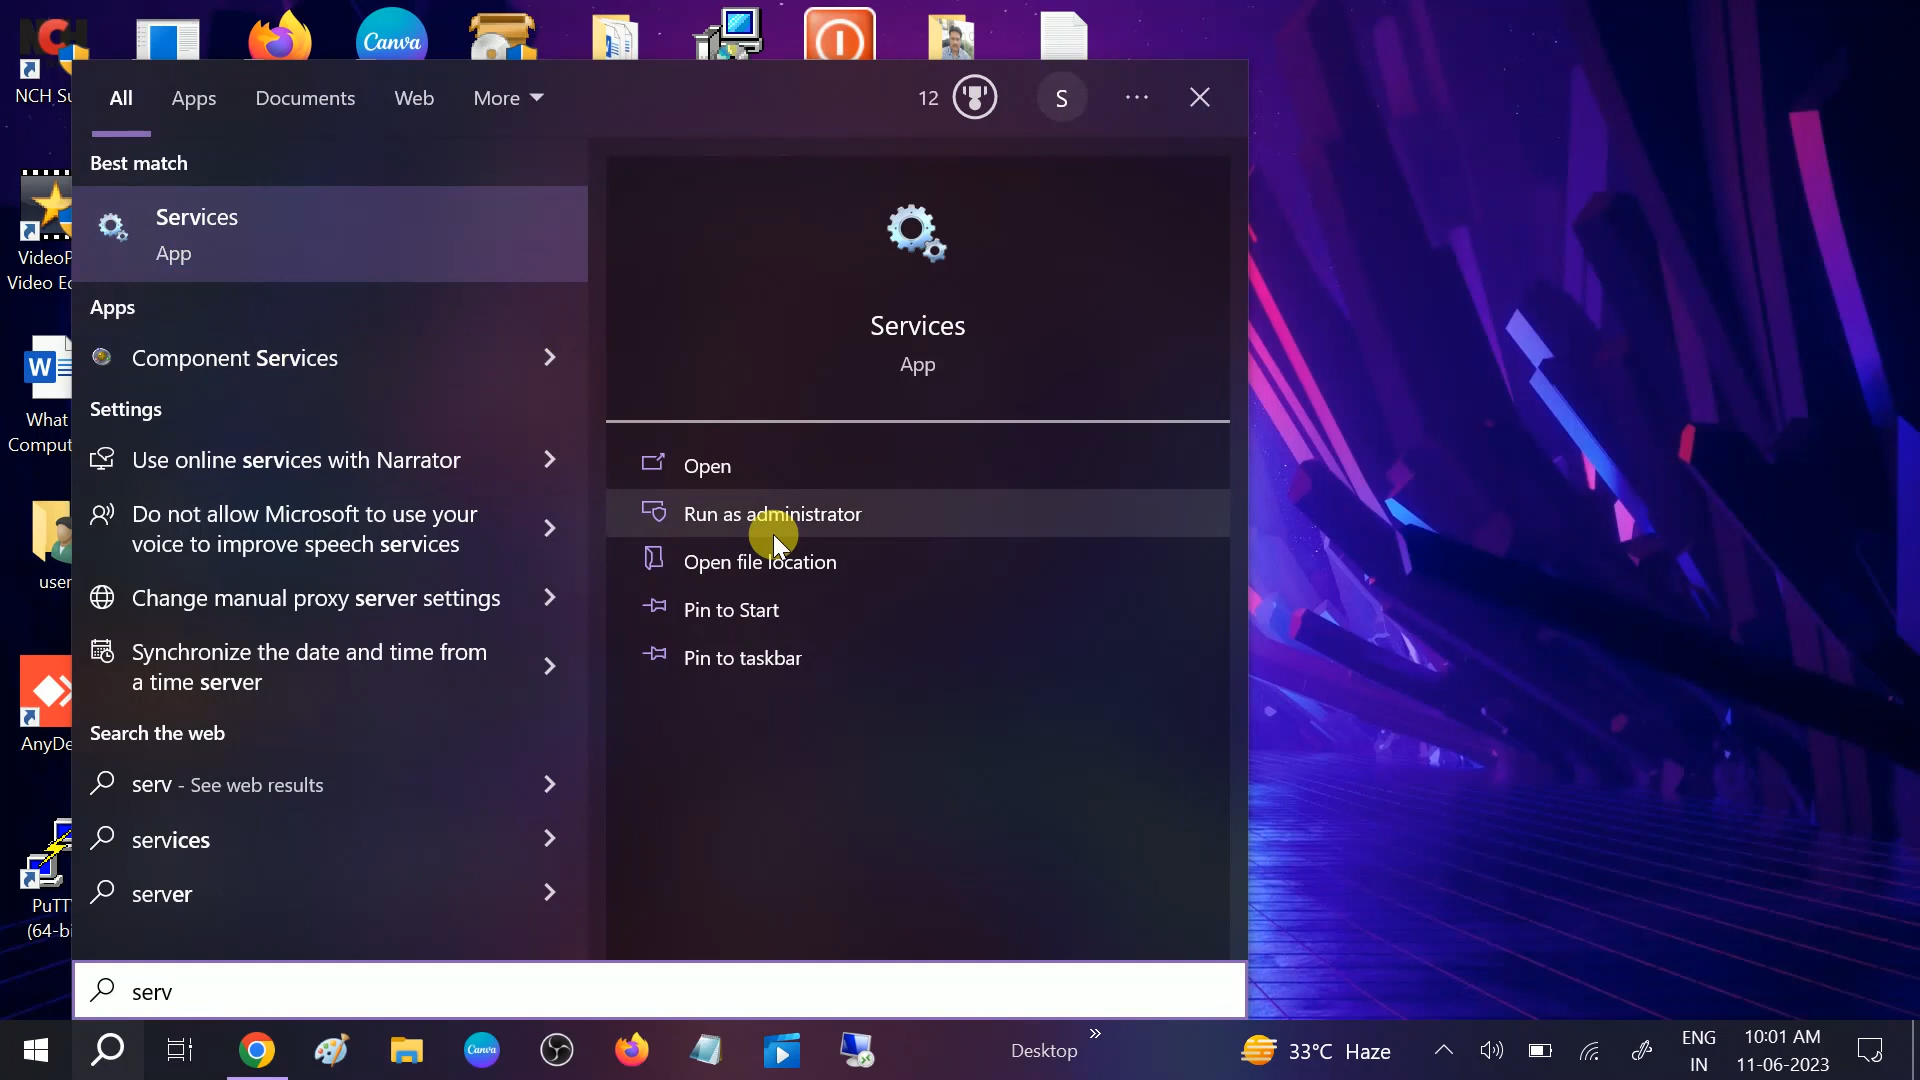 NCH Su
Canva
All
Apps
Documents
Web
More
12
S
Best match
Services
App
Apps
Component Services
Settings
Use online services with Narrator
Do not allow Microsoft to use your
voice to improve speech services
Change manual proxy server settings
Synchronize the date and time from
a time server
Search the web
serv - See web results
services
server
Services
App
Open
Run as administrator
Open file location
Pin to Start
Pin to taskbar
VideoP
Video Ed
W
What
Comput
user
AnyDe
PuTT
(64-bi
serv
Canva
Desktop
33°C Haze
ENG
IN
10:01 AM
11-06-2023